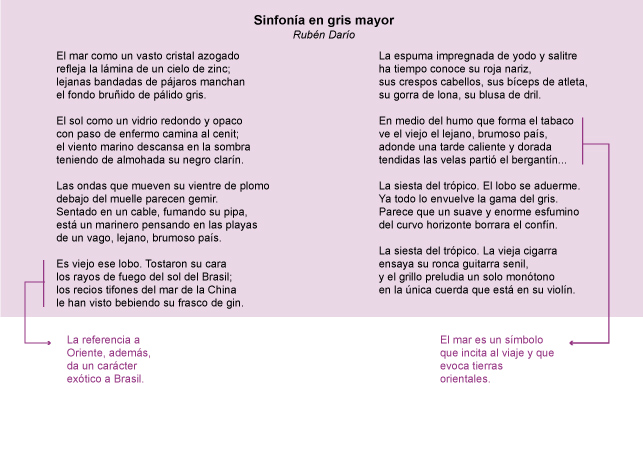 Sinfonía en gris mayor
Rubén Darío
El mar como un vasto cristal azogado
refleja la lámina de un cielo de zinc;
lejanas bandadas de pájaros manchan
el fondo bruñido de pálido gris.
El sol como un vidrio redondo y opaco
con paso de enfermo camina al cenit;
el viento marino descansa en la sombra
teniendo de almohada su negro clarín.
Las ondas que mueven su vientre de plomo
debajo del muelle parecen gemir.
Sentado en un cable, fumando su pipa,
está un marinero pensando en las playas
de un vago, lejano, brumoso país.
Es viejo ese lobo. Tostaron su cara
los rayos de fuego del sol del Brasil;
los recios tifones del mar de la China
le han visto bebiendo su frasco de gin.
La espuma impregnada de yodo y salitre
ha tiempo conoce su roja nariz,
sus crespos cabellos, sus bíceps de atleta,
su gorra de lona, su blusa de dril.
En medio del humo que forma el tabaco
ve el viejo el lejano, brumoso país,
adonde una tarde caliente y dorada
tendidas las velas partió el bergantín...
La siesta del trópico. El lobo se aduerme.
Ya todo lo envuelve la gama del gris.
Parece que un suave y enorme esfumino
del curvo horizonte borrara el confín.
La siesta del trópico. La vieja cigarra
ensaya su ronca guitarra senil,
y el grillo preludia un solo monótono
en la única cuerda que está en su violín.
La referencia a
Oriente, además,
da un carácter
exótico a Brasil.
El mar es un símbolo
que incita al viaje y que
evoca tierras
orientales.